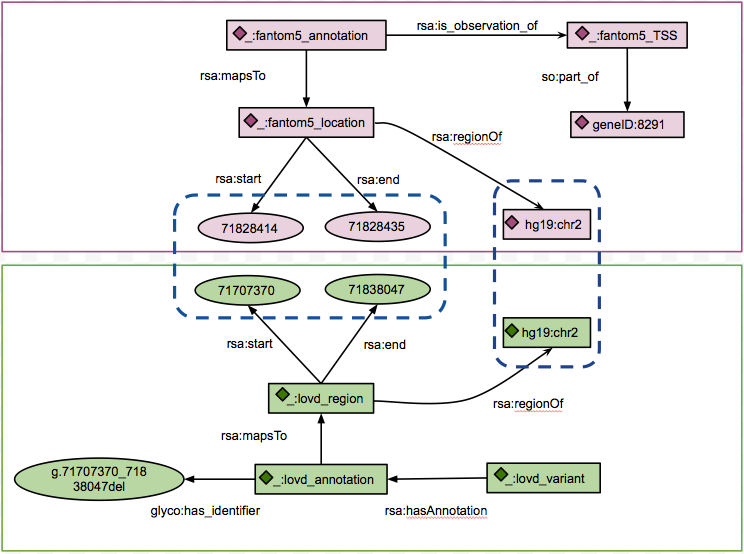 rsa:is_observation_of
_:fantom5_annotation
_:fantom5_TSS
rsa:mapsTo
so:part_of
_:fantom5_location
geneID:8291
rsa:regionOf
rsa:start
rsa:end
71828414
71828435
hg19:chr2
71707370
71838047
hg19:chr2
rsa:start
rsa:end
_:lovd_region
rsa:regionOf
rsa:mapsTo
g.71707370_718
38047del
_:lovd_annotation
_:lovd_variant
glyco:has_identifier
rsa:hasAnnotation